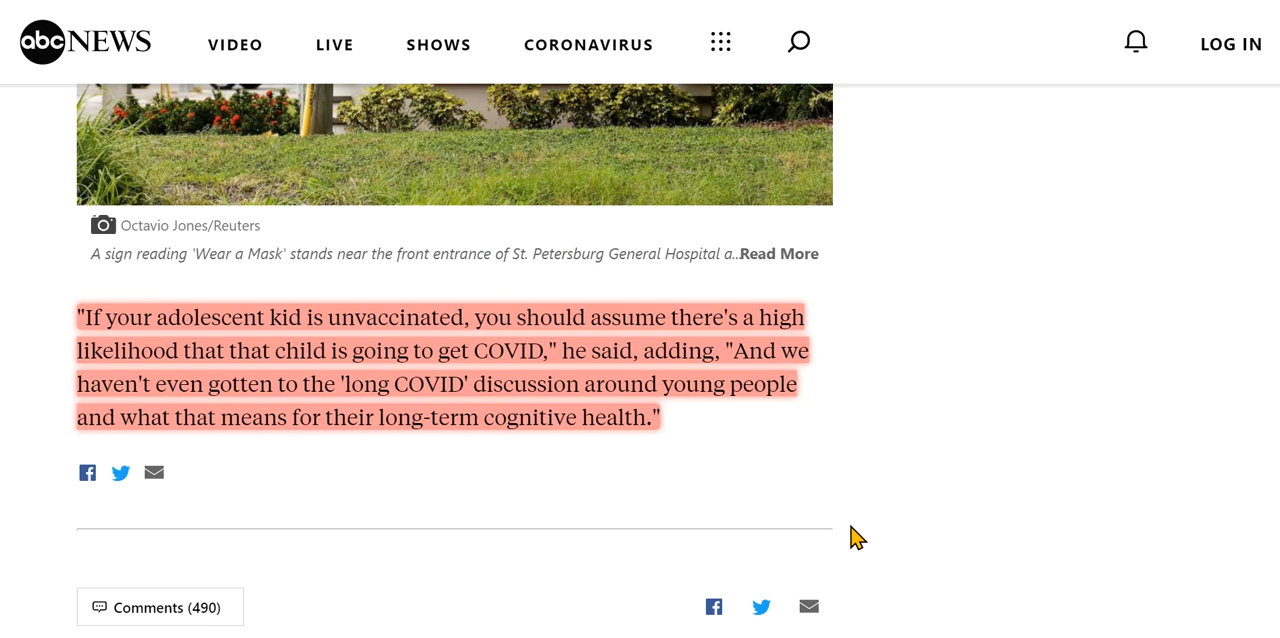 abc NEWS VIDEO LIVE SHOWS CORONAVIRUS LOG IN
Octavio Jones/Reuters
A sign reading 'Wear a Mask' stands near the front entrance of St. Petersburg General Hospital a...Read More
"If your adolescent kid is unvaccinated, you should assume there's a high
likelihood that that child is going to get COVID," he said, adding, "And we
haven't even gotten to the 'long COVID' discussion around young people
and what that means for their long-term cognitive health."
Comments (490)